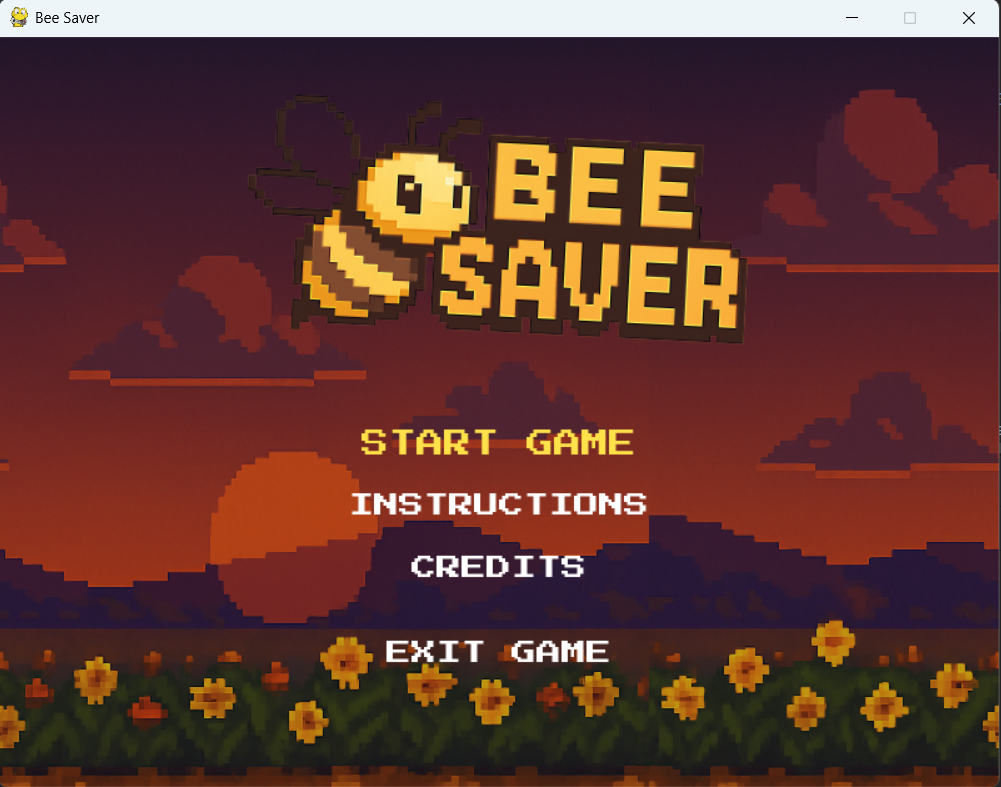 Bee Saver
BEE
SAVER
START GAME
INSTRUCTIONS
CREDITS
EXIT GAME